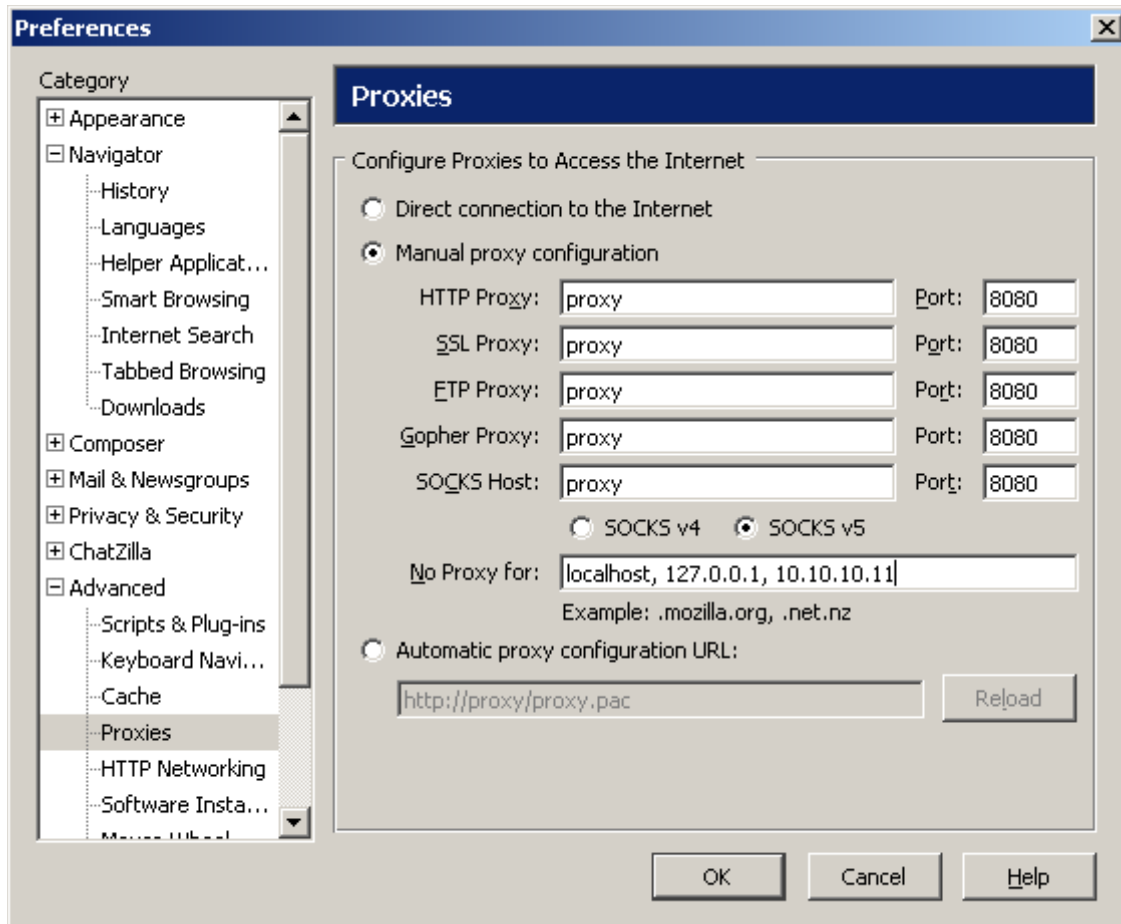 Preferences
Category
Appearance
Navigator
History
Languages
Helper Applicat...
Smart Browsing
Internet Search
Tabbed Browsing
Downloads
Composer
Mail & Newsgroups
Privacy & Security
ChatZilla
Advanced
Scripts & Plug-ins
Keyboard Navi...
Cache
Proxies
HTTP Networking
Software Insta...
Mouse Wheel
Proxies
Configure Proxies to Access the Internet
Direct connection to the Internet
Manual proxy configuration
HTTP Proxy: proxy Port: 8080
SSL Proxy: proxy Port: 8080
FTP Proxy: proxy Port: 8080
Gopher Proxy: proxy Port: 8080
SOCKS Host: proxy Port: 8080
SOCKS v4 SOCKS v5
No Proxy for: localhost, 127.0.0.1, 10.10.10.11
Example: .mozilla.org, .net.nz
Automatic proxy configuration URL:
http://proxy/proxy.pac Reload
OK Cancel Help